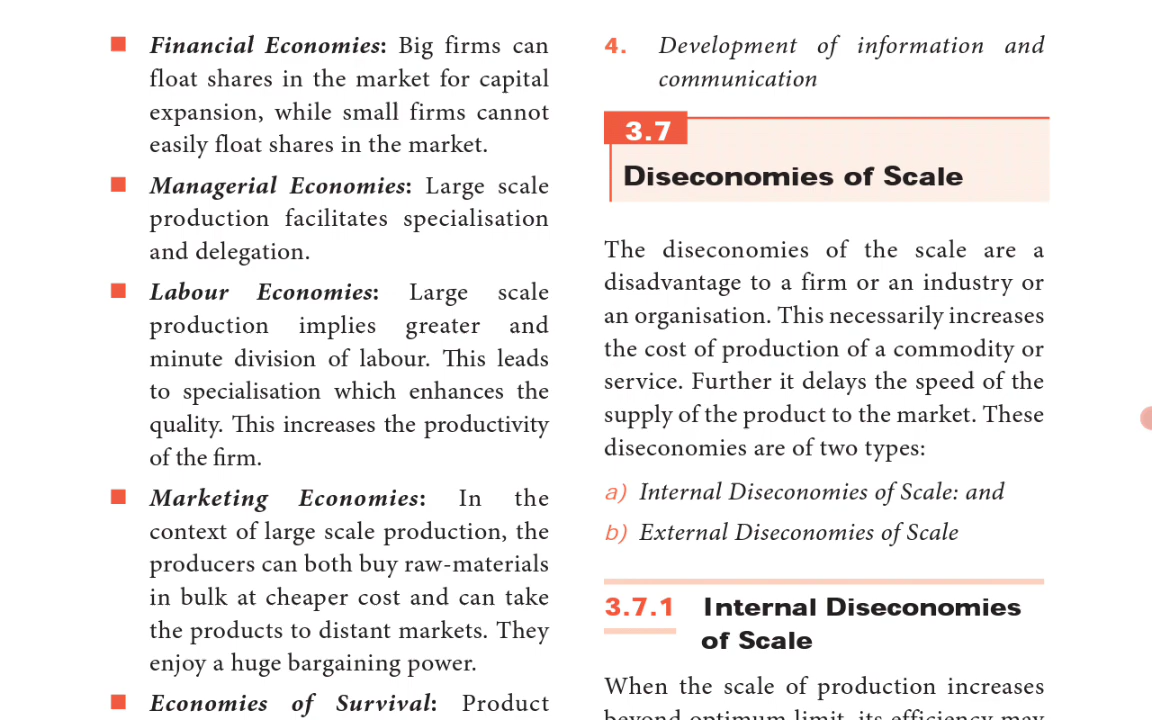 Financial Economies: Big firms can
float shares in the market for capital
expansion, while small firms cannot
easily float shares in the market.
Managerial Economies: Large scale
production facilitates specialisation
and delegation.
Labour Economies: Large scale
production implies greater and
minute division of labour. This leads
to specialisation which enhances the
quality. This increases the productivity
of the firm.
Marketing Economies: In the
context of large scale production, the
producers can both buy raw-materials
in bulk at cheaper cost and can take
the products to distant markets. They
enjoy a huge bargaining power.
Economies of Survival: Product
4. Development of information and
communication
3.7
Diseconomies of Scale
The diseconomies of the scale are a
disadvantage to a firm or an industry or
an organisation. This necessarily increases
the cost of production of a commodity or
service. Further it delays the speed of the
supply of the product to the market. These
diseconomies are of two types:
a) Internal Diseconomies of Scale: and
b) External Diseconomies of Scale
3.7.1 Internal Diseconomies
of Scale
When the scale of production increases
beyond optimum limit, its efficiency may